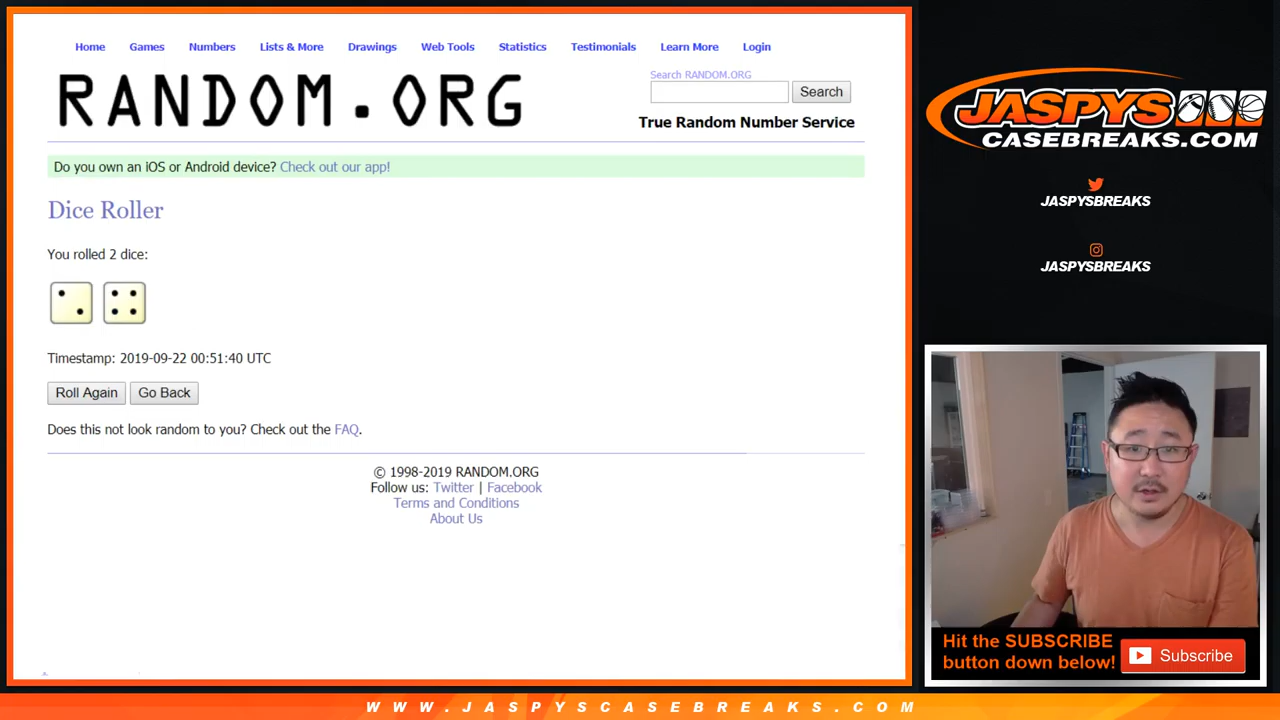 Home Games Numbers Lists & More Drawings Web Tools Statistics Testimonials Learn More Login
RANDOM.ORG
Search RANDOM.ORG
Search
True Random Number Service
Do you own an iOS or Android device? Check out our app!
Dice Roller
You rolled 2 dice:
Timestamp: 2019-09-22 00:51:40 UTC
Roll Again Go Back
Does this not look random to you? Check out the FAQ.
© 1998-2019 RANDOM.ORG
Follow us: Twitter | Facebook
Terms and Conditions
About Us
JASPYS
CASEBREAKS.COM
JASPYSBREAKS
JASPYSBREAKS
Hit the SUBSCRIBE
button down below!
Subscribe
WWW.JASPYSCASEBREAKS.COM